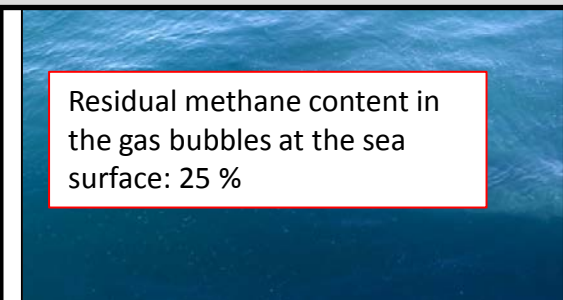 Residual methane content in
the gas bubbles at the sea
surface: 25 %